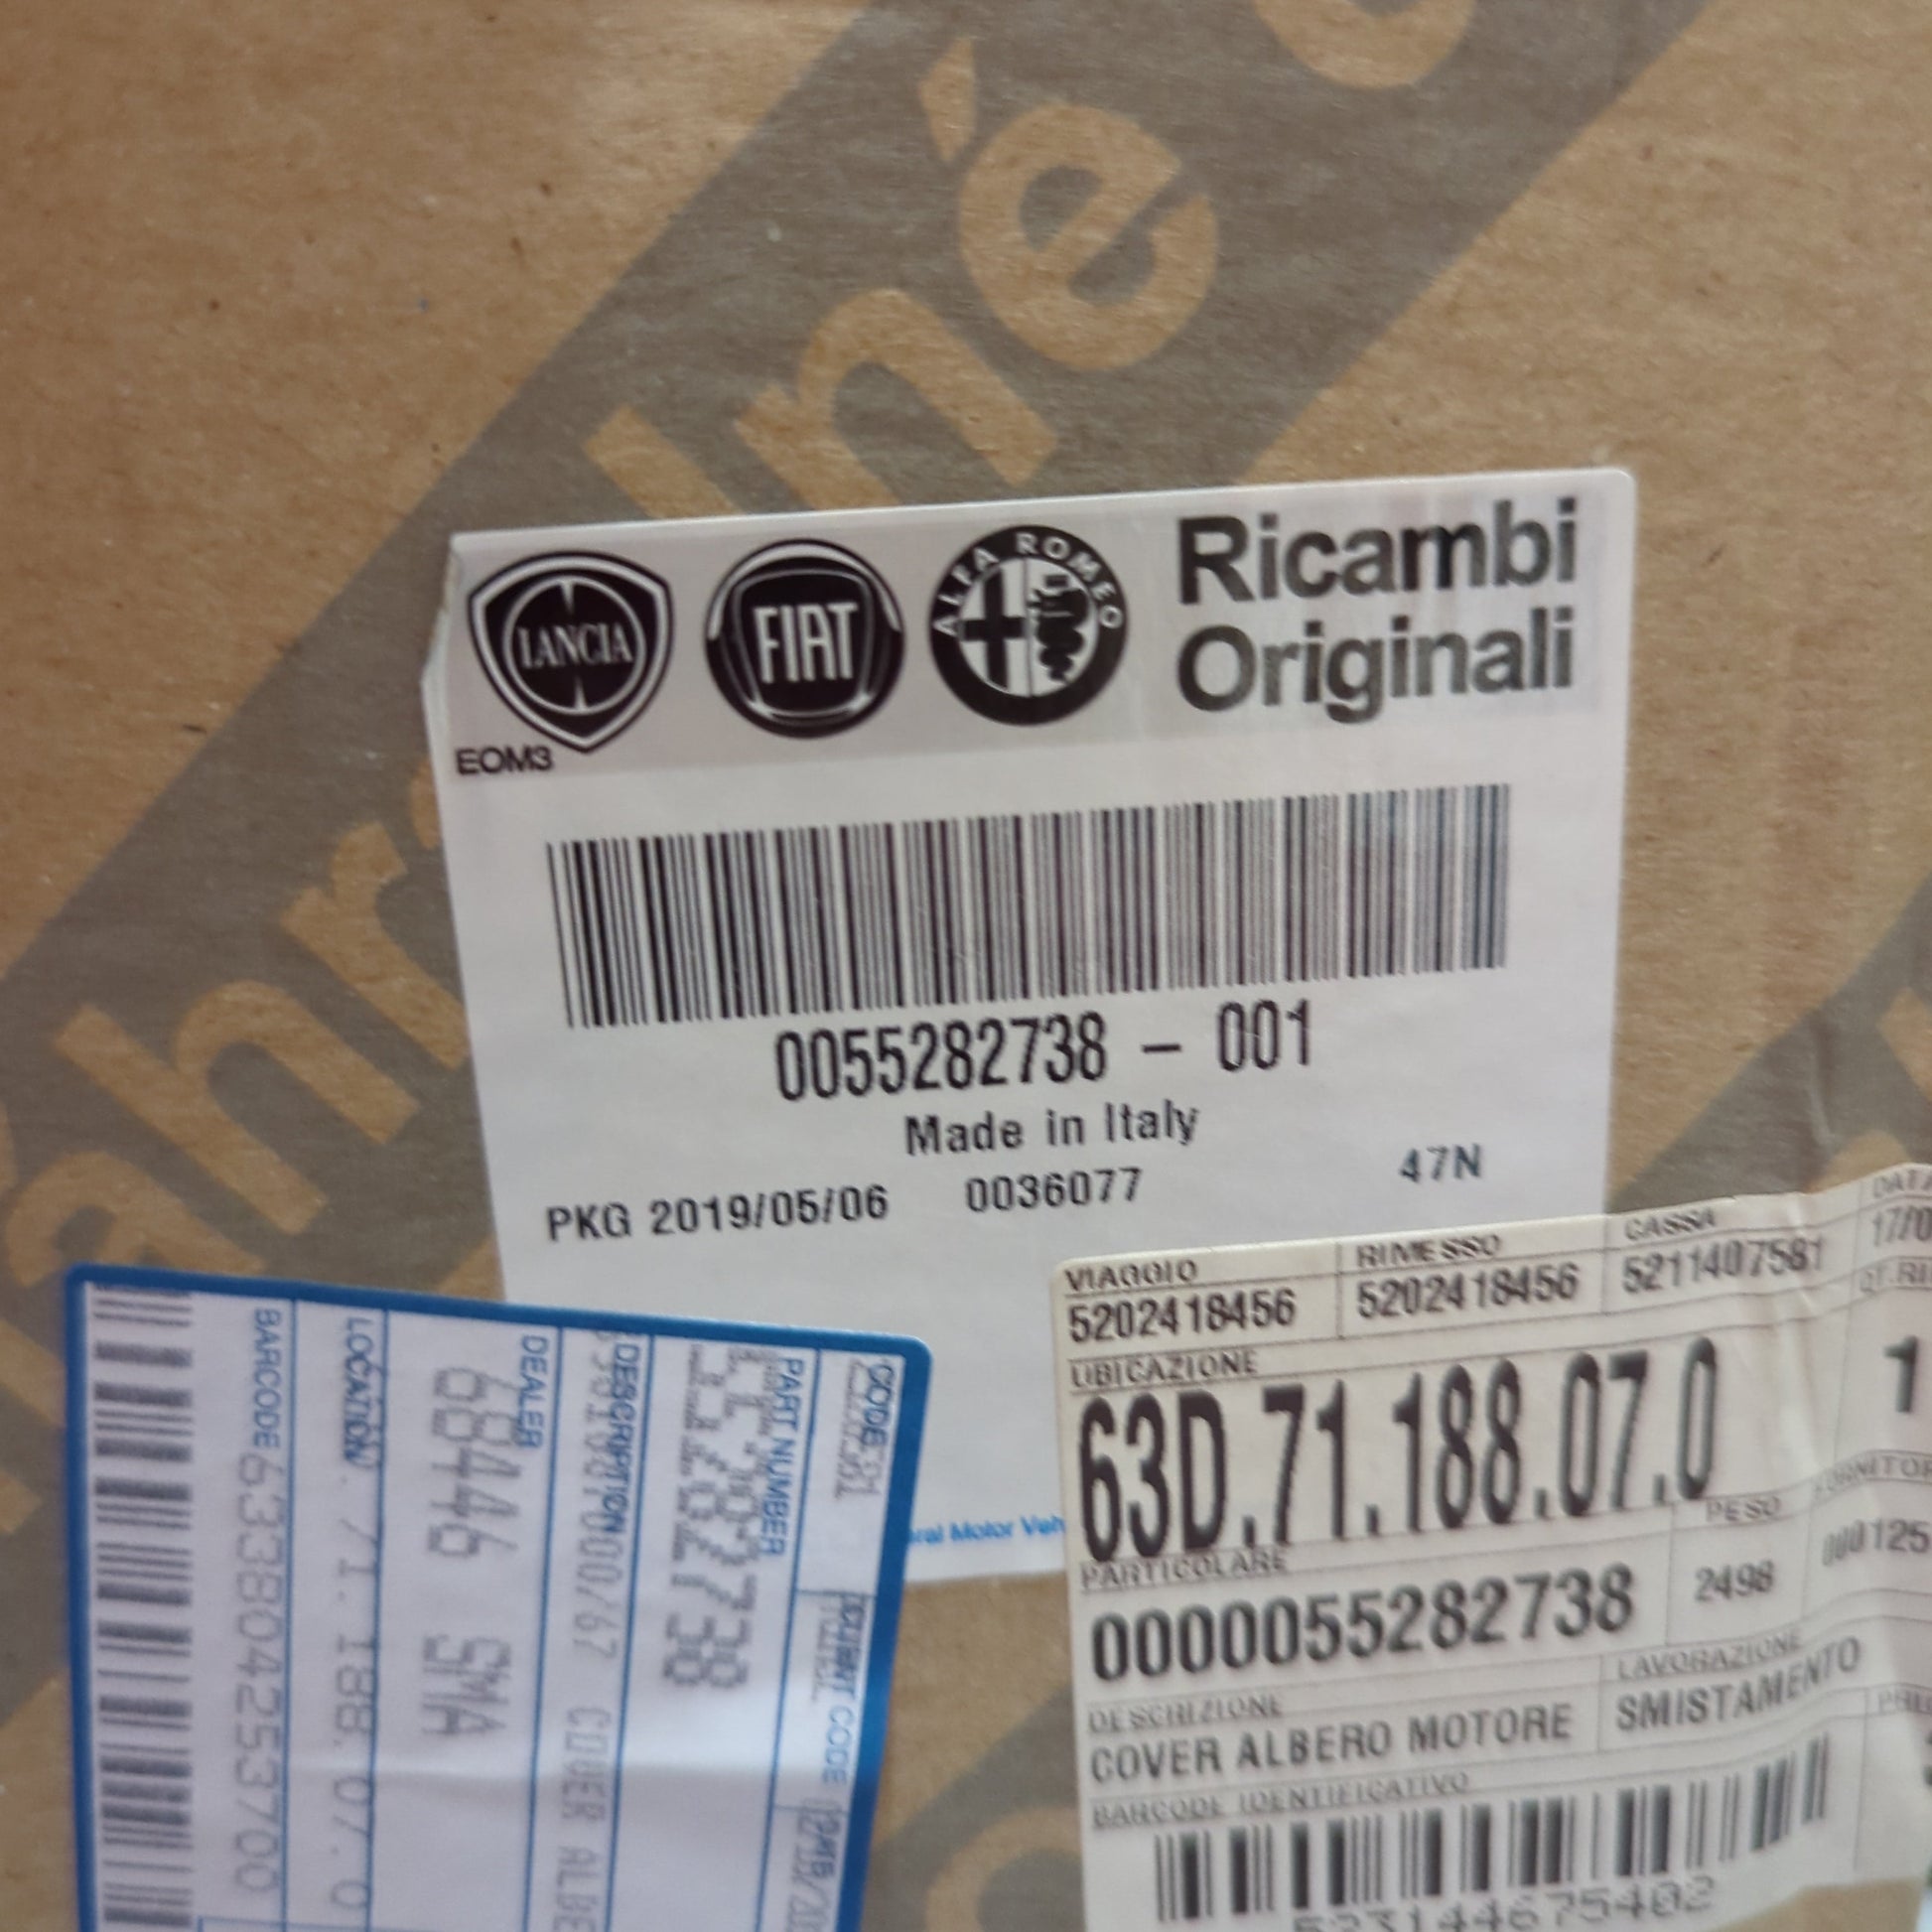 LANCIA
FIAT
ALFA ROMEO
Ricambi
Originali
EOM3
0055282738 - 001
Made in Italy
PKG 2019/05/06 0036077 47N
VIAGGIO RIMESSO CASSA
5202418456 5202418456 5211407581
UBICAZIONE
63D.71.188.07.0 1
PESO
PARTICOLARE
0000055282738 2498
DESCRIZIONE LAVORAZIONE
COVER ALBERO MOTORE SMISTAMENTO
BARCODE IDENTIFICATIVO
CODE
PART NUMBER
55282738
DESCRIPTION
DEALER
68446 SMA
LOCATION 71.188.07.0
BARCODE 633804253700